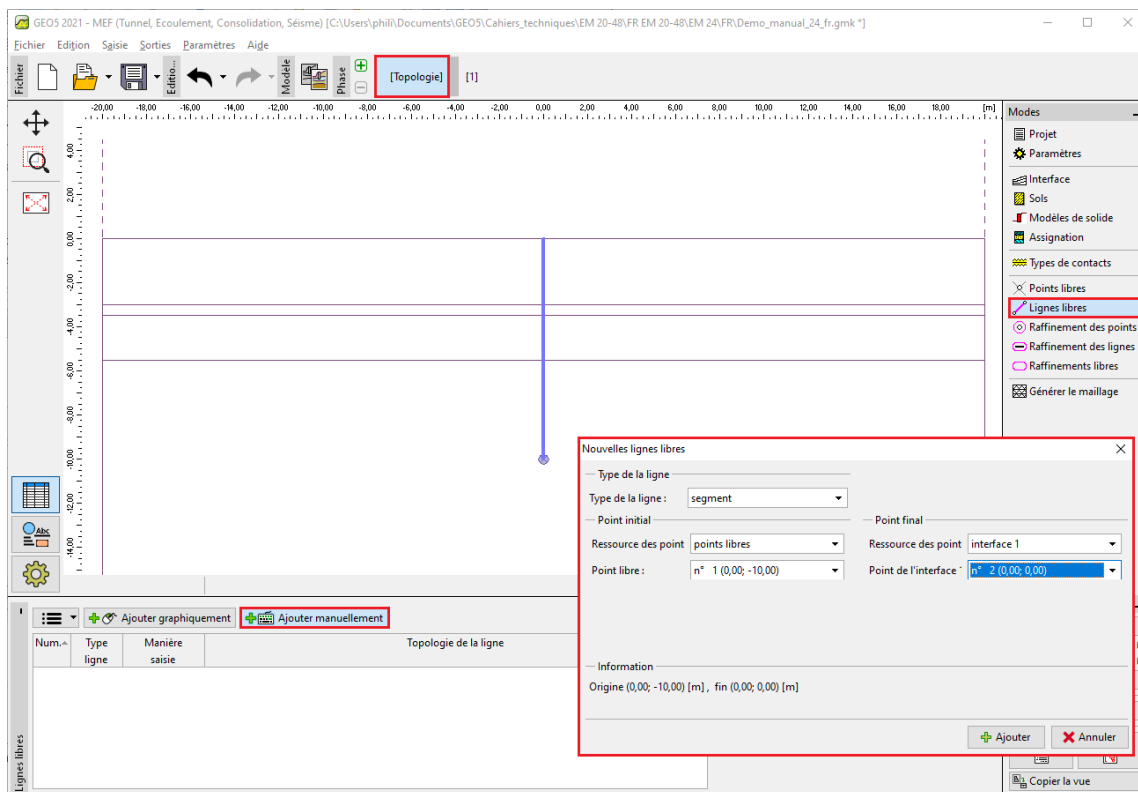 GEO5 2021 - MEF (Tunnel, Ecoulement, Consolidation, Séisme) [C:\Users\phili\Documents\GEO5\Cahiers_techniques\EM 20-48\FR EM 20-48\EM 24\FR\Demo_manual_24_fr.gmk *]
Fichier Edition Saisie Sorties Paramètres Aide
Fichier
Editio...
Modèle
Phase
[Topologie] [1]
-20,00 -18,00 -16,00 -14,00 -12,00 -10,00 -8,00 -6,00 -4,00 -2,00 0,00 2,00 4,00 6,00 8,00 10,00 12,00 14,00 16,00 18,00 [m]
4,00
2,00
0,00
-2,00
-4,00
-6,00
-8,00
-10,00
-12,00
-14,00
Abc
Modes
Projet
Paramètres
Interface
Sols
Modèles de solide
Assignation
Types de contacts
Points libres
Lignes libres
Raffinement des points
Raffinement des lignes
Raffinements libres
Générer le maillage
Nouvelles lignes libres
Type de la ligne
Type de la ligne : segment
Point initial
Point final
Ressource des point points libres
Ressource des point interface 1
Point libre : n° 1 (0,00; -10,00)
Point de l'interface n° 2 (0,00; 0,00)
Information
Origine (0,00; -10,00) [m] , fin (0,00; 0,00) [m]
Ajouter
Annuler
Ajouter graphiquement
Ajouter manuellement
Num. Type ligne
Manière saisie
Topologie de la ligne
Lignes libres
Copier la vue